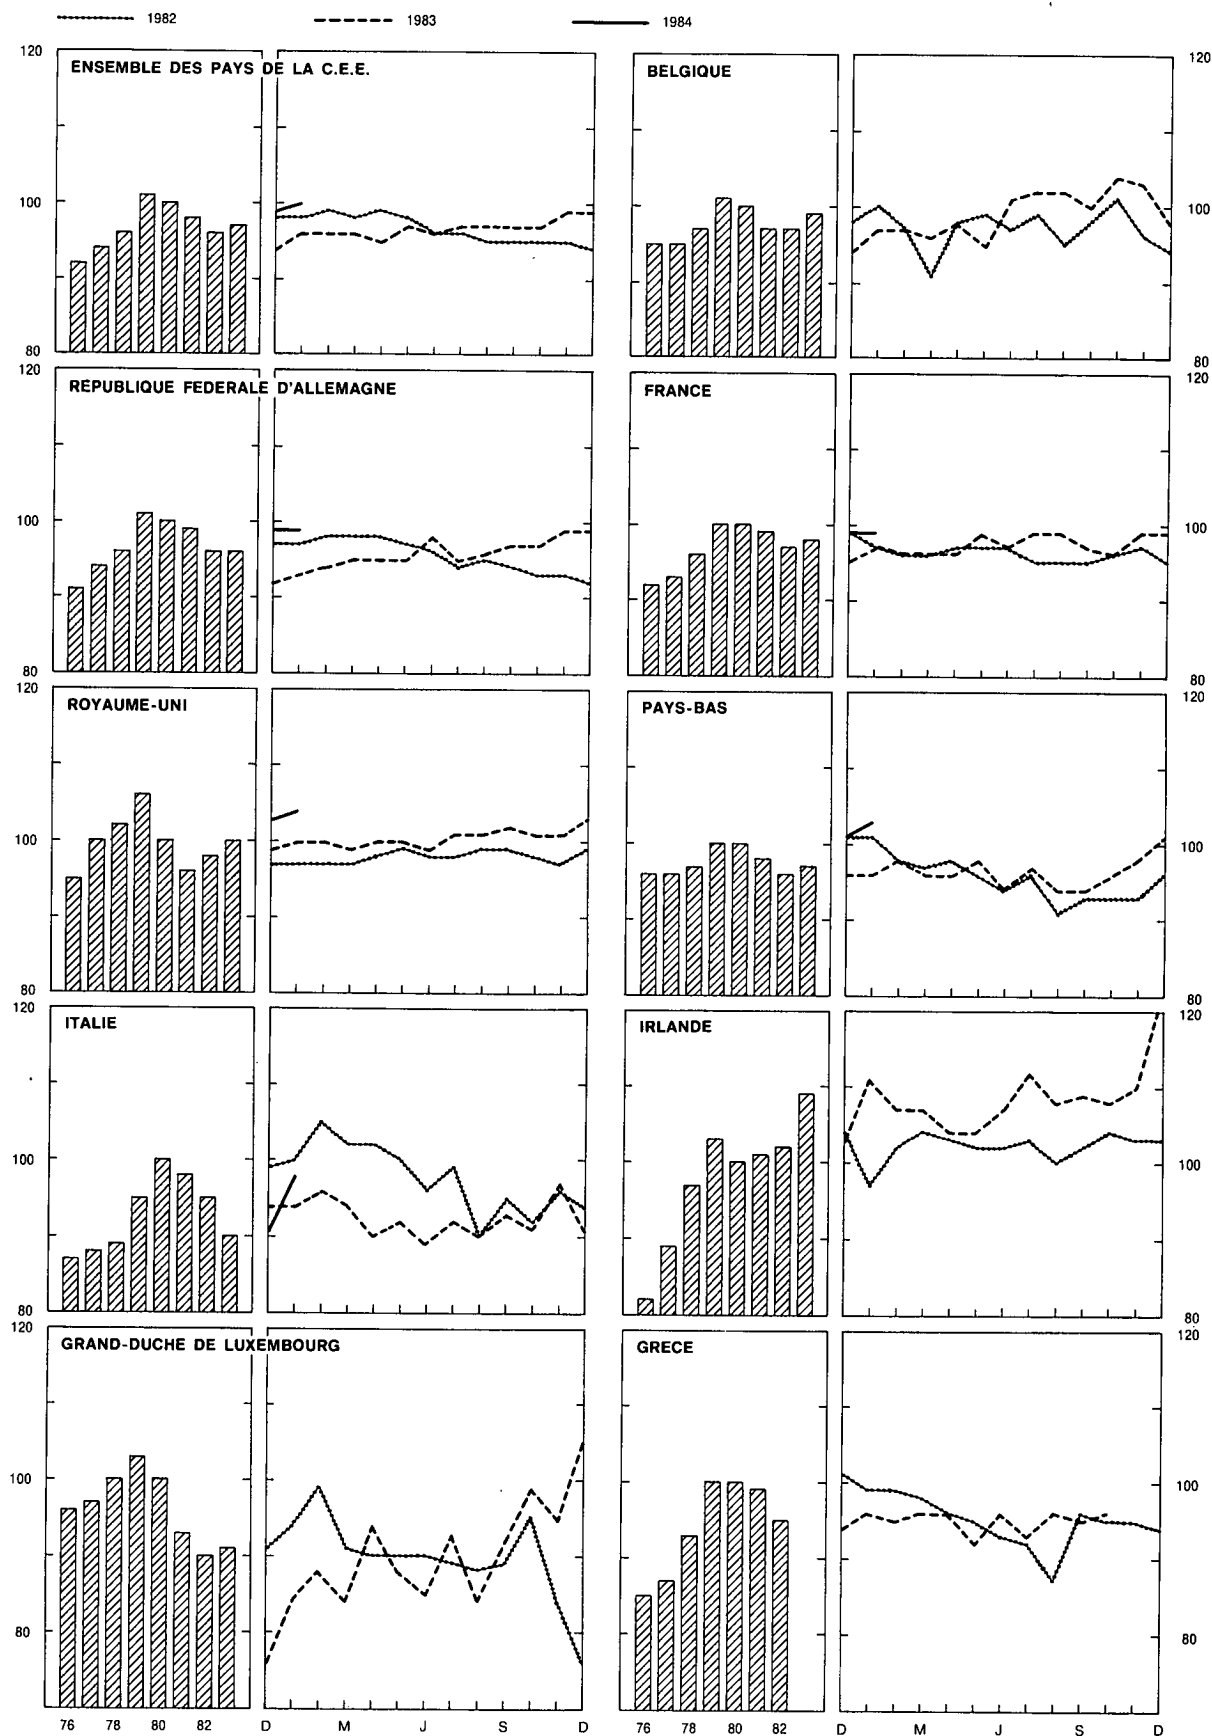 1982 1983 1984
120 120
ENSEMBLE DES PAYS DE LA C.E.E. BELGIQUE
100 100
80 80
120 120
REPUBLIQUE FEDERALE D'ALLEMAGNE FRANCE
100 100
80 80
120 120
ROYAUME-UNI PAYS-BAS
100 100
80 80
120 120
ITALIE IRLANDE
100 100
80 80
120 120
GRAND-DUCHE DE LUXEMBOURG GRECE
100 100
80 80
76 78 80 82 D M J S D 76 78 80 82 D M J S D